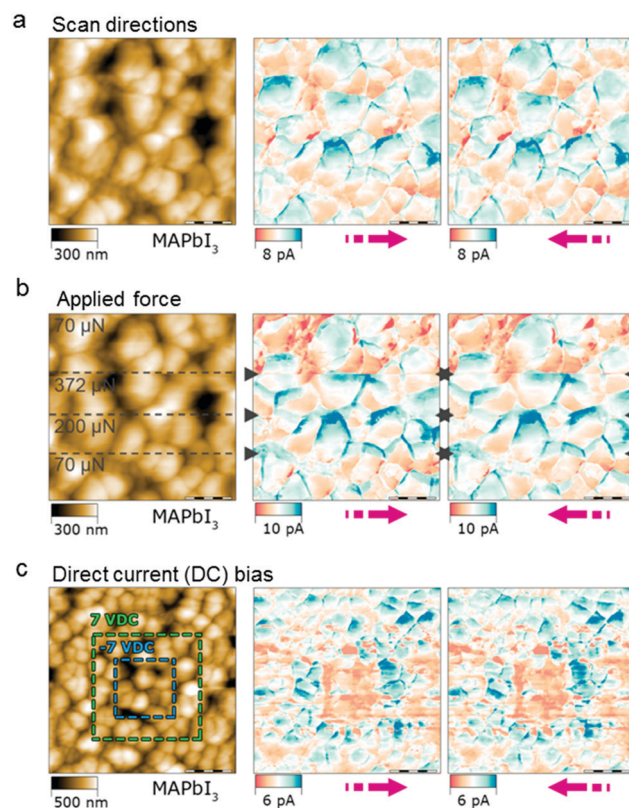 a
Scan directions
300 nm
MAPbI₃
8 pA
8 pA
b
Applied force
70 µN
372 µN
200 µN
70 µN
300 nm
MAPbI₃
10 pA
10 pA
c
Direct current (DC) bias
7 VDC
-7 VDC
500 nm
MAPbI₃
6 pA
6 pA